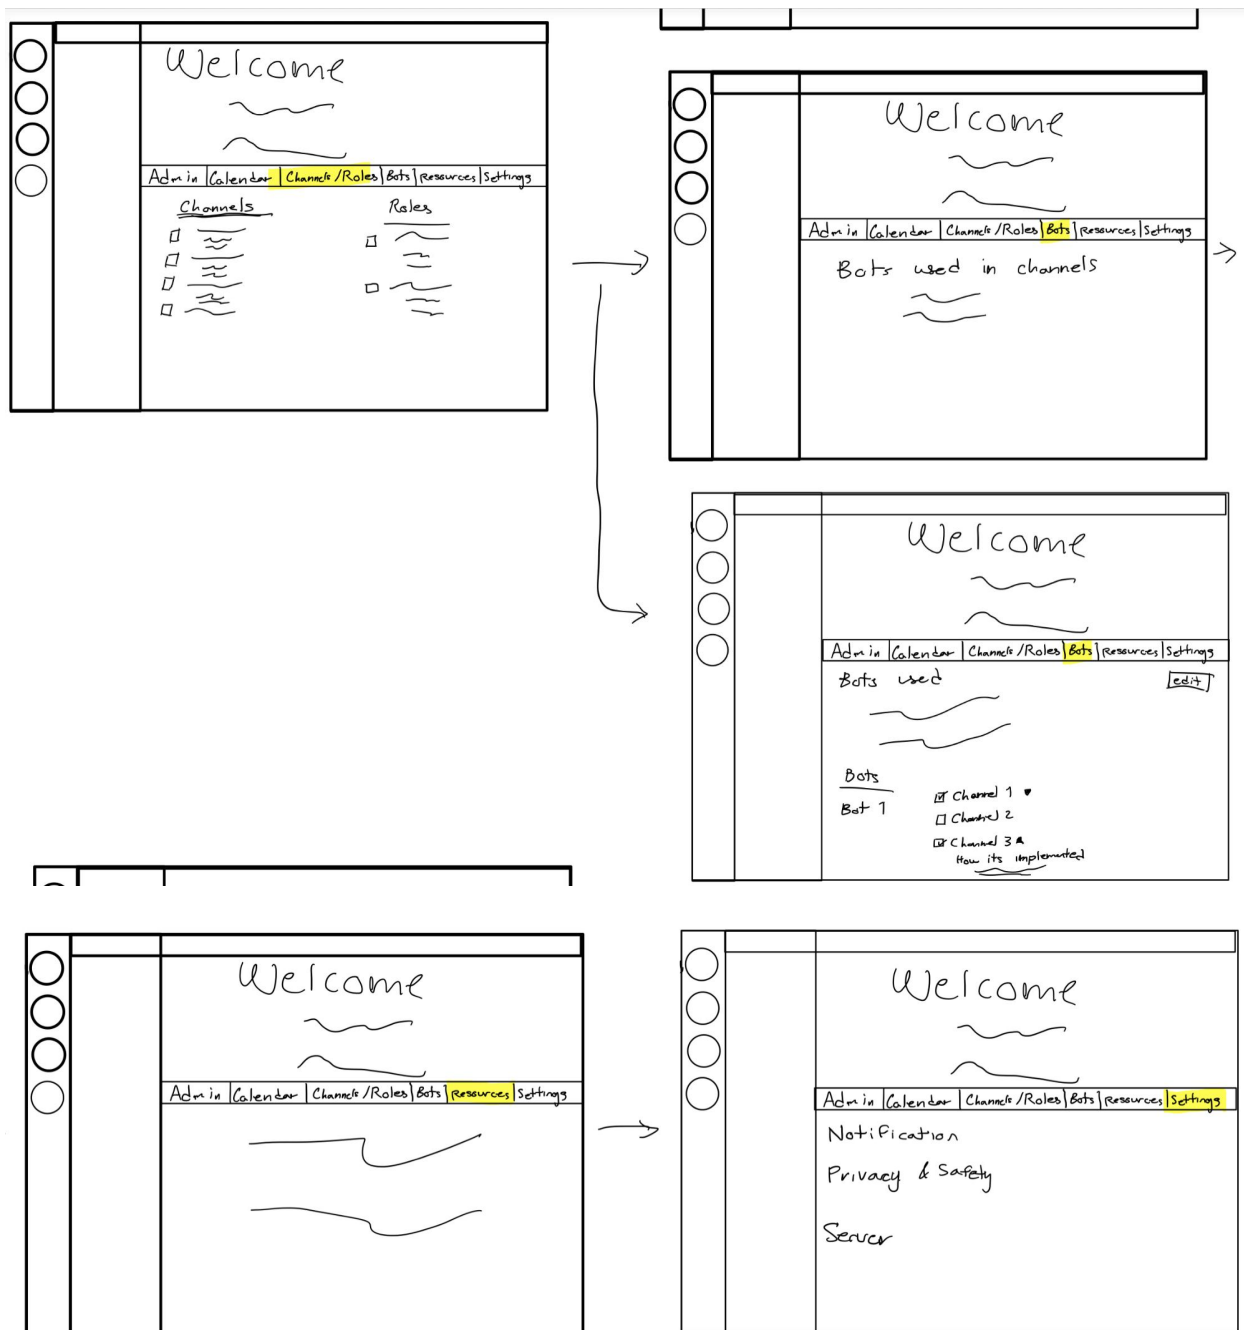 Welcome
Admin Calendar Channels/Roles Bots Resources Settings
Channels Roles
Welcome
Admin Calendar Channels/Roles Bots Resources Settings
Bots used in channels
Welcome
Admin Calendar Channels/Roles Bots Resources Settings
Bots used edit
Bots
Bot 1
Channel 1
Channel 2
Channel 3
How its implemented
Welcome
Admin Calendar Channels/Roles Bots Resources Settings
Welcome
Admin Calendar Channels/Roles Bots Resources Settings
Notification
Privacy & Safety
Server